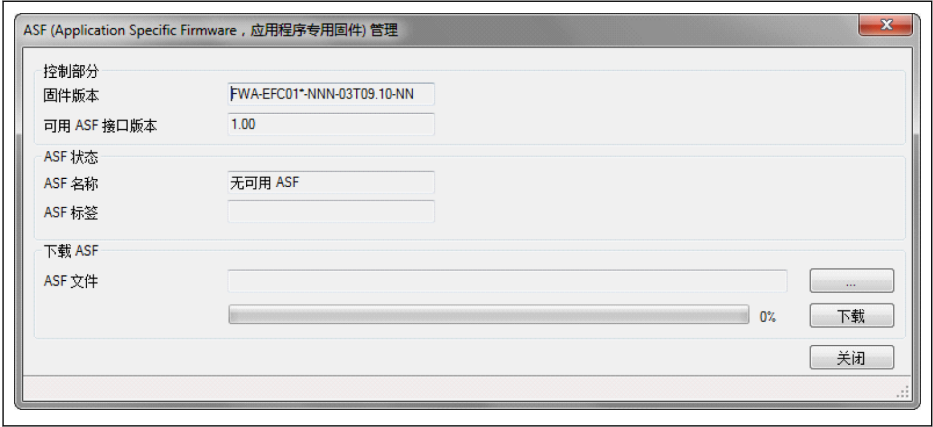 ASF (Application Specific Firmware，应用程序专用固件) 管理
控制部分
固件版本 FWA-EFC01*-NNN-03T09.10-NN
可用 ASF 接口版本 1.00
ASF 状态
ASF 名称 无可用 ASF
ASF 标签
下载 ASF
ASF 文件 ...
0% 下载
关闭